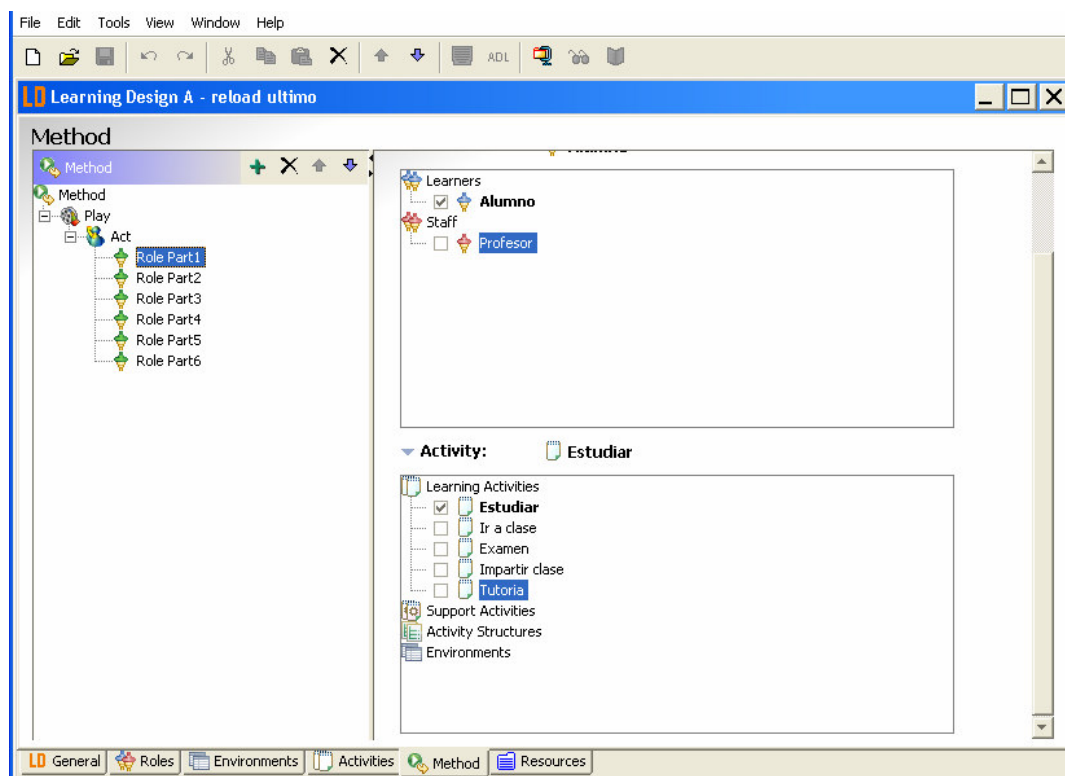 File Edit Tools View Window Help
ADL
LD Learning Design A - reload ultimo
Method
Method
Method
Play
Act
Role Part1
Role Part2
Role Part3
Role Part4
Role Part5
Role Part6
Learners
Alumno
Staff
Profesor
Activity: Estudiar
Learning Activities
Estudiar
Ir a clase
Examen
Impartir clase
Tutoria
Support Activities
Activity Structures
Environments
LD General Roles Environments Activities Method Resources